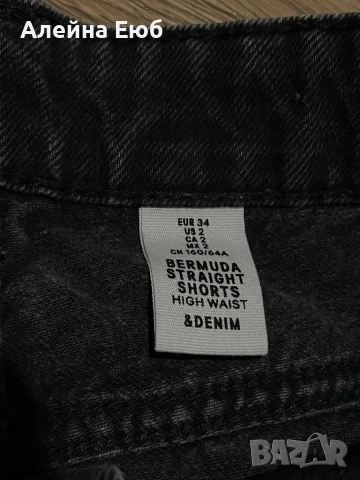 Алейна Еюб
EUR 34
US 2
CA 2
MX 2
CN 160/64A
BERMUDA
STRAIGHT
SHORTS
HIGH WAIST
&DENIM
BAZAR